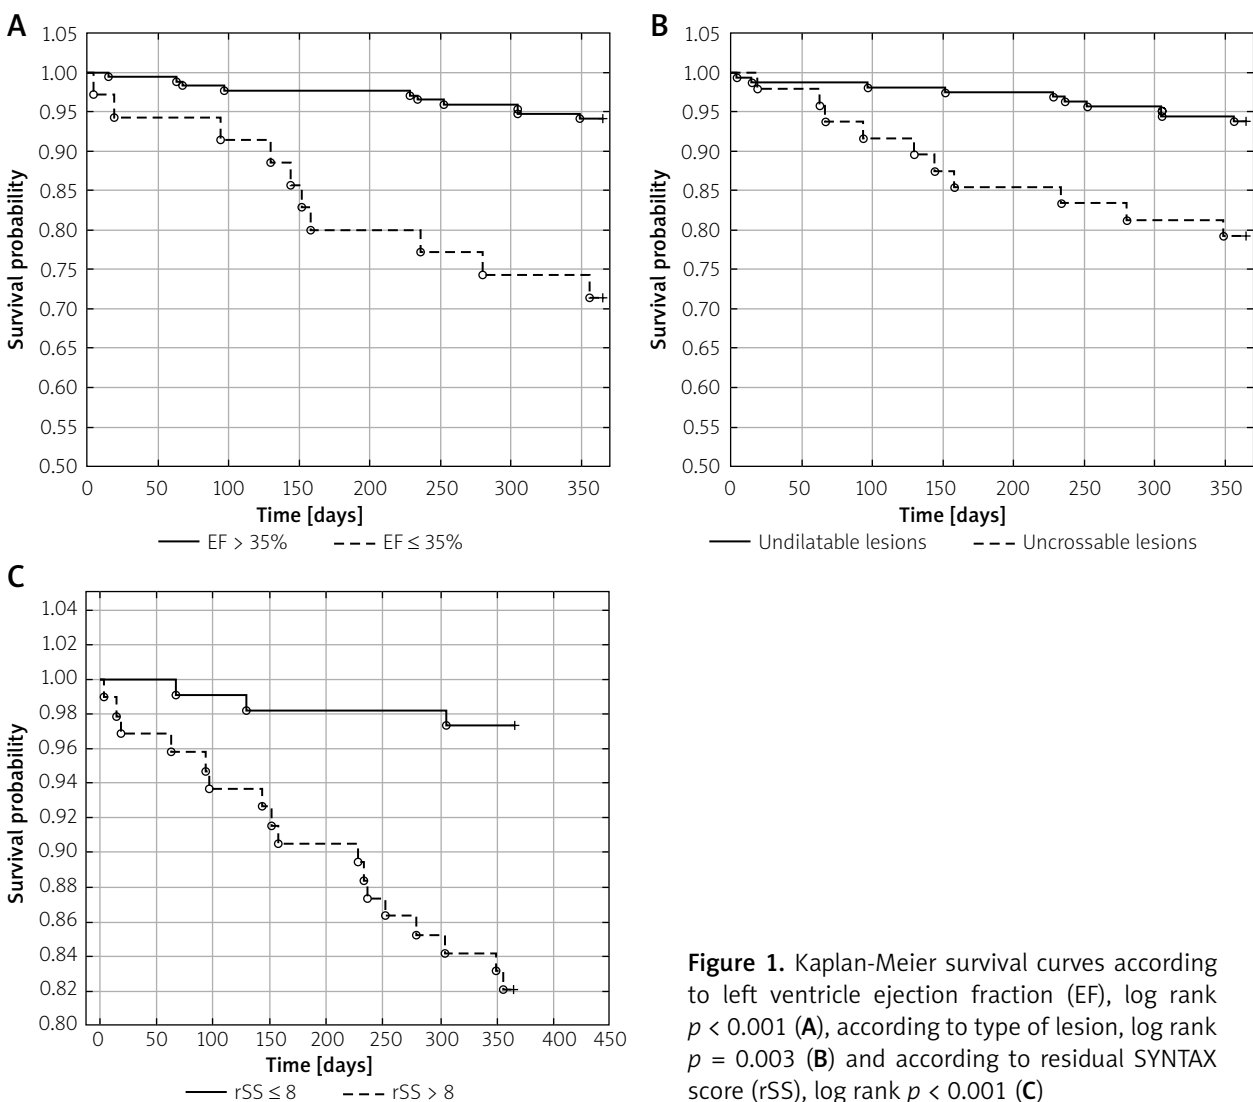 A
1.05
1.00
0.95
0.90
0.85
0.80
0.75
0.70
0.65
0.60
0.55
0.50
Survival probability
0 50 100 150 200 250 300 350
Time [days]
EF > 35% EF ≤ 35%
B
1.05
1.00
0.95
0.90
0.85
0.80
0.75
0.70
0.65
0.60
0.55
0.50
Survival probability
0 50 100 150 200 250 300 350
Time [days]
Undilatable lesions Uncrossable lesions
C
1.04
1.02
1.00
0.98
0.96
0.94
0.92
0.90
0.88
0.86
0.84
0.82
0.80
Survival probability
0 50 100 150 200 250 300 350 400 450
Time [days]
rSS ≤ 8 rSS > 8
Figure 1. Kaplan-Meier survival curves according
to left ventricle ejection fraction (EF), log rank
p < 0.001 (A), according to type of lesion, log rank
p = 0.003 (B) and according to residual SYNTAX
score (rSS), log rank p < 0.001 (C)